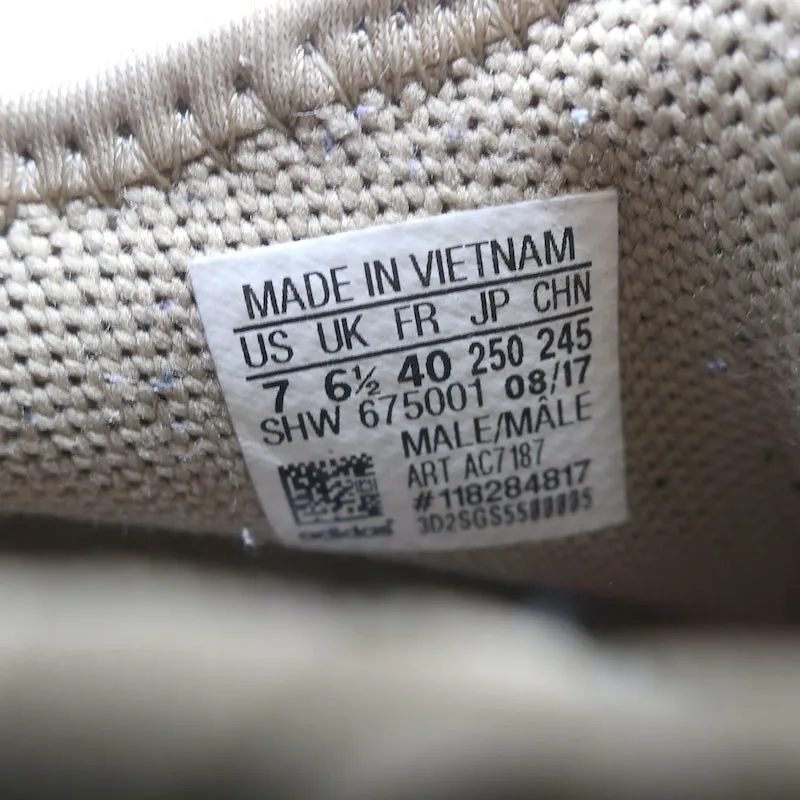 MADE IN VIETNAM
US UK FR JP CHN
7 6½ 40 250 245
SHW 675001 08/17
MALE/MÂLE
ART AC7187
#118284817
adidas